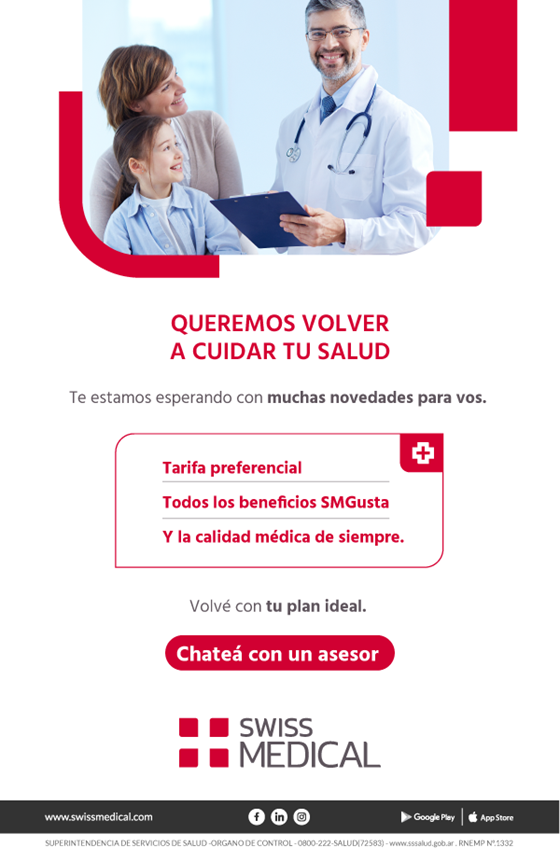 QUEREMOS VOLVER
A CUIDAR TU SALUD
Te estamos esperando con muchas novedades para vos.
Tarifa preferencial
Todos los beneficios SMGusta
Y la calidad médica de siempre.
Volvé con tu plan ideal.
Chateá con un asesor
SWISS
MEDICAL
www.swissmedical.com
Google Play
App Store
SUPERINTENDENCIA DE SERVICIOS DE SALUD -ORGANO DE CONTROL - 0800-222-SALUD(72583) - www.sssalud.gob.ar . RNEMP Nº.1332